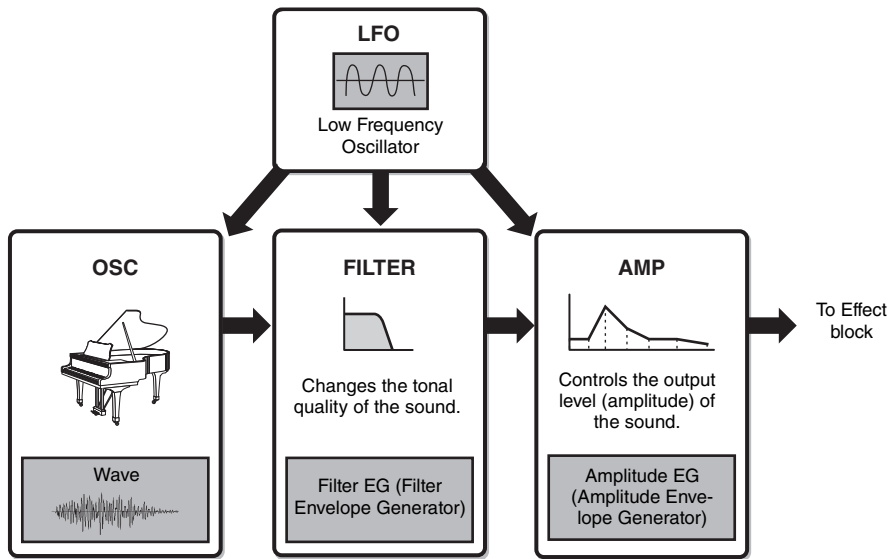 LFO
Low Frequency
Oscillator
OSC
Wave
FILTER
Changes the tonal
quality of the sound.
Filter EG (Filter
Envelope Generator)
AMP
Controls the output
level (amplitude) of
the sound.
Amplitude EG
(Amplitude Enve-
lope Generator)
To Effect
block